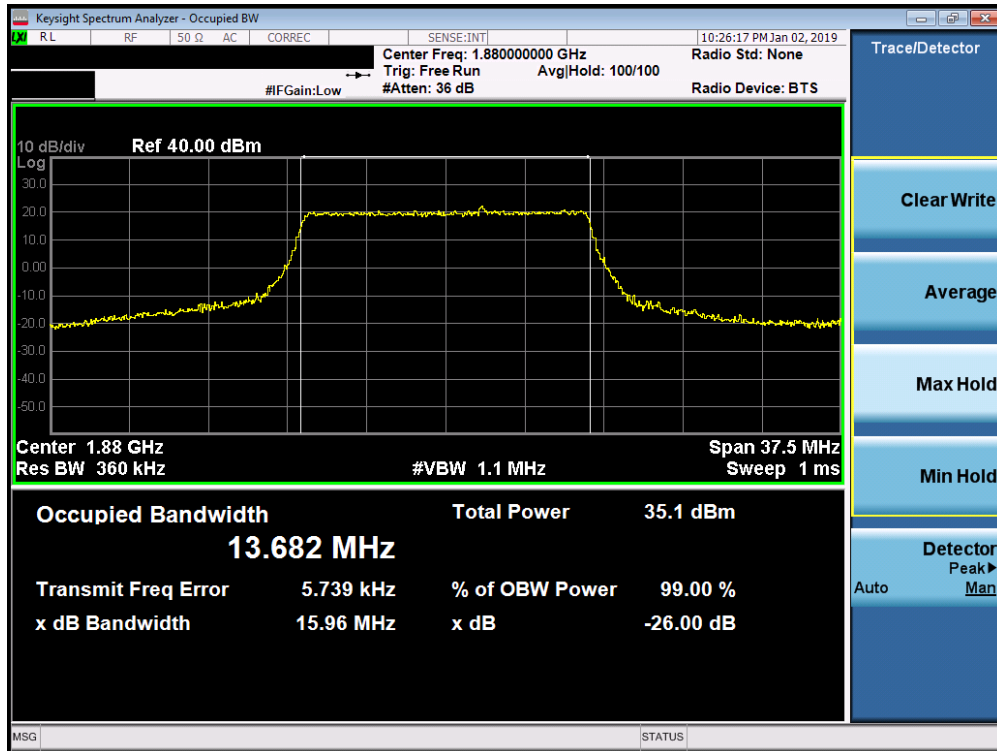 Keysight Spectrum Analyzer - Occupied BW
LXI RL RF 50 Ω AC CORREC SENSE:INT 10:26:17 PM Jan 02, 2019
Center Freq: 1.880000000 GHz Radio Std: None
Trig: Free Run Avg|Hold: 100/100
#IFGain:Low #Atten: 36 dB Radio Device: BTS
Trace/Detector
10 dB/div Ref 40.00 dBm
Log
30.0
20.0
10.0
0.00
-10.0
-20.0
-30.0
-40.0
-50.0
Center 1.88 GHz Span 37.5 MHz
Res BW 360 kHz #VBW 1.1 MHz Sweep 1 ms
Occupied Bandwidth Total Power 35.1 dBm
13.682 MHz
Transmit Freq Error 5.739 kHz % of OBW Power 99.00 %
x dB Bandwidth 15.96 MHz x dB -26.00 dB
Clear Write
Average
Max Hold
Min Hold
Detector
Peak▶
Auto Man
MSG STATUS